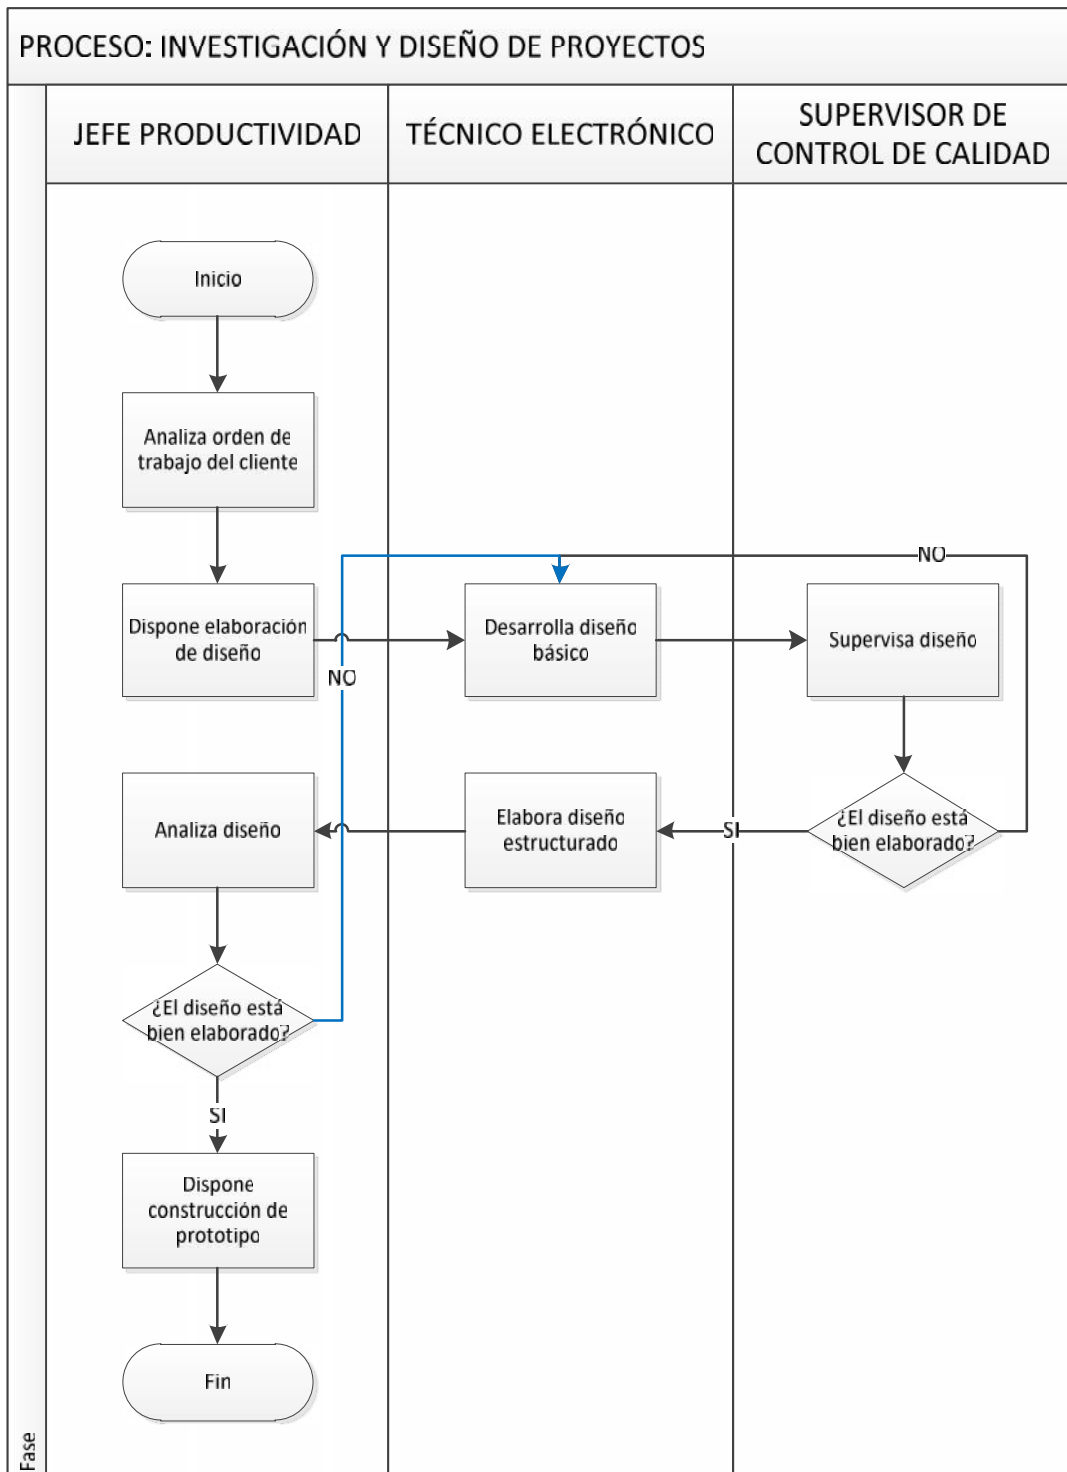 PROCESO: INVESTIGACIÓN Y DISEÑO DE PROYECTOS
JEFE PRODUCTIVIDAD
TÉCNICO ELECTRÓNICO
SUPERVISOR DE
CONTROL DE CALIDAD
Inicio
Analiza orden de
trabajo del cliente
NO
Dispone elaboración
de diseño
Desarrolla diseño
básico
Supervisa diseño
NO
Analiza diseño
Elabora diseño
estructurado
SI
¿El diseño está
bien elaborado?
¿El diseño está
bien elaborado?
SI
Dispone
construcción de
prototipo
Fin
Fase